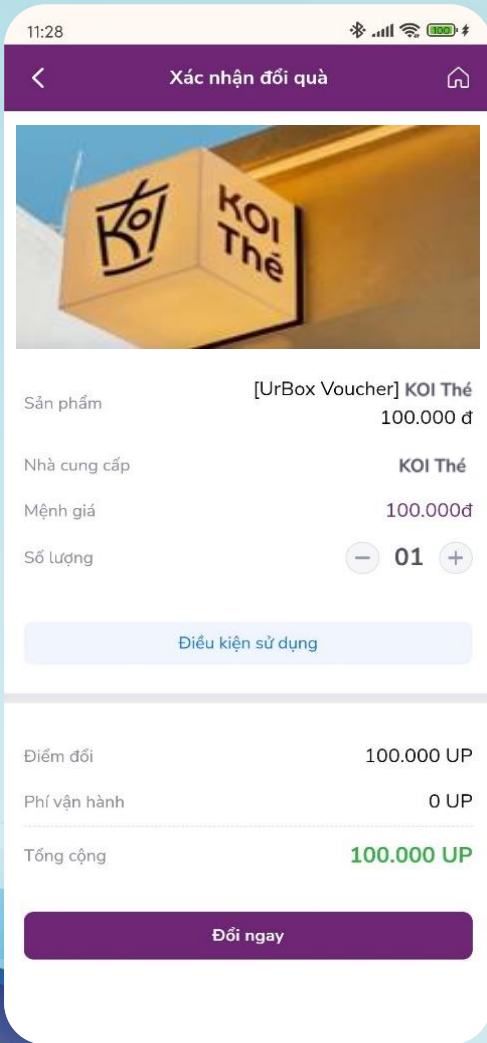 11:28
100
Xác nhận đổi quà
KOI
KOI
Thé
Sản phẩm
[UrBox Voucher] KOI Thé
100.000 đ
Nhà cung cấp KOI Thé
Mệnh giá 100.000đ
Số lượng 01
Điều kiện sử dụng
Điểm đổi 100.000 UP
Phí vận hành 0 UP
Tổng cộng 100.000 UP
Đổi ngay